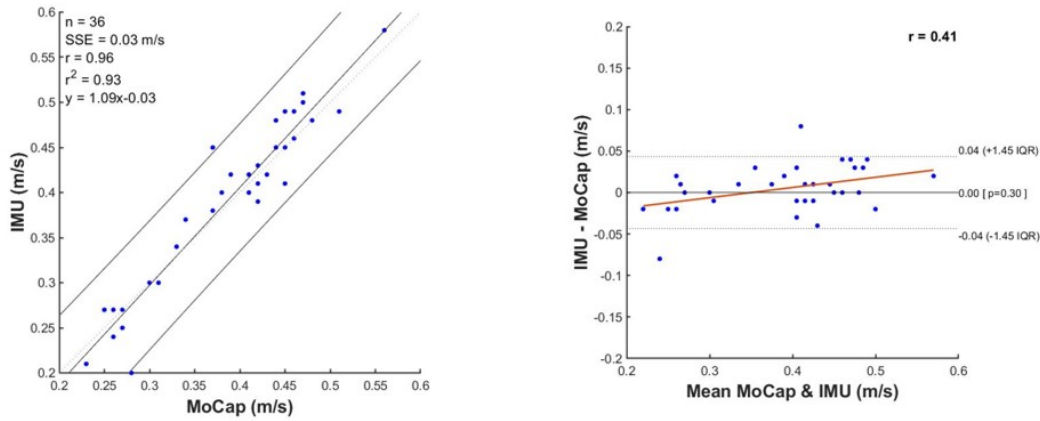 n = 36
SSE = 0.03 m/s
r = 0.96
r² = 0.93
y = 1.09x-0.03
IMU (m/s)
0.6
0.55
0.5
0.45
0.4
0.35
0.3
0.25
0.2
0.2
0.25
0.3
0.35
0.4
0.45
0.5
0.55
0.6
MoCap (m/s)
r = 0.41
IMU - MoCap (m/s)
0.2
0.15
0.1
0.05
0
-0.05
-0.1
-0.15
-0.2
0.04 (+1.45 IQR)
0.00 [ p=0.30 ]
-0.04 (-1.45 IQR)
0.2
0.3
0.4
0.5
0.6
Mean MoCap & IMU (m/s)